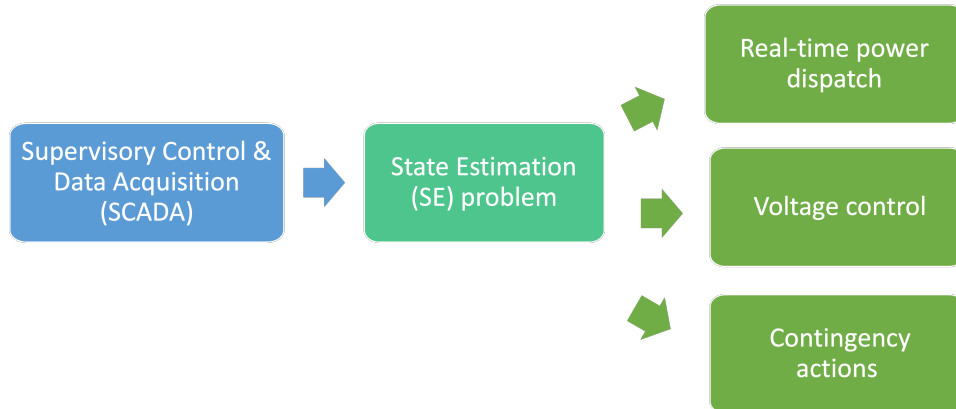 Supervisory Control &
Data Acquisition
(SCADA)
State Estimation
(SE) problem
Real-time power
dispatch
Voltage control
Contingency
actions